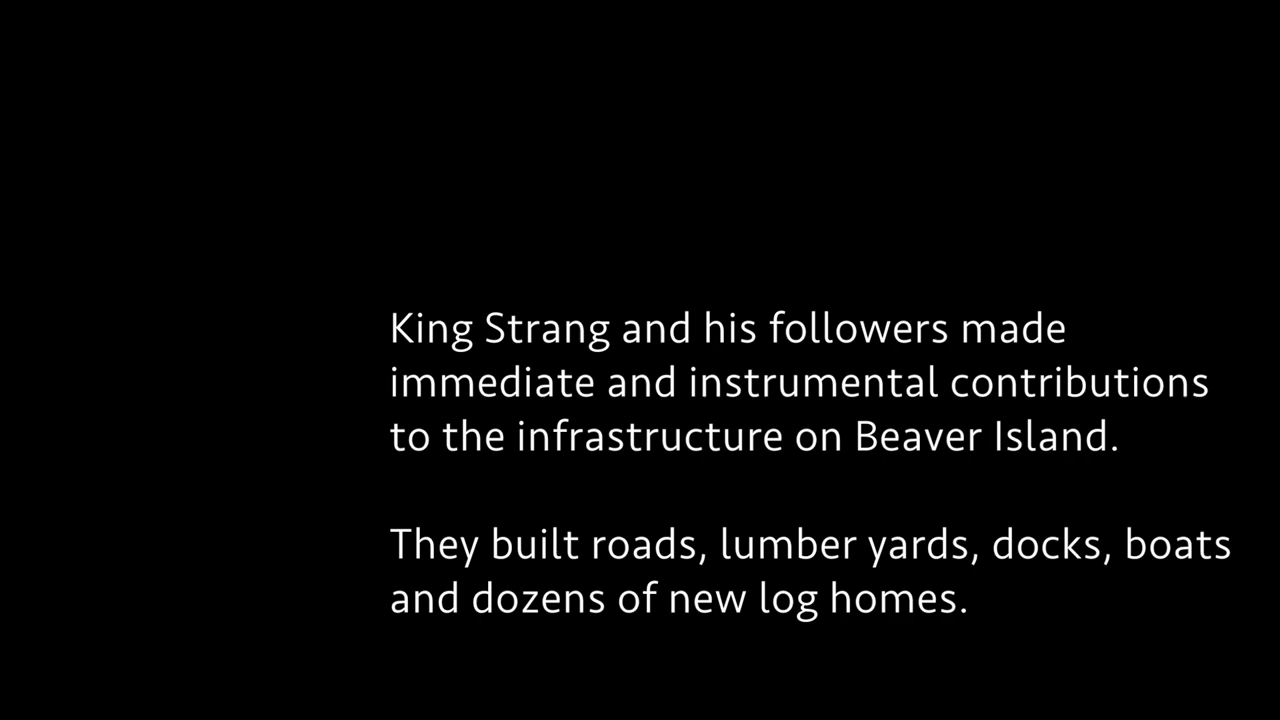 King Strang and his followers made
immediate and instrumental contributions
to the infrastructure on Beaver Island.
They built roads, lumber yards, docks, boats
and dozens of new log homes.